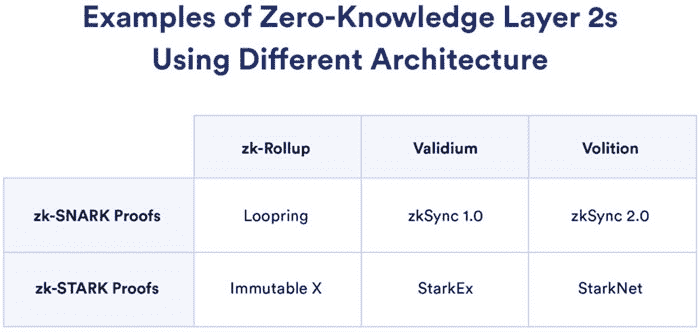 Examples of Zero-Knowledge Layer 2s
Using Different Architecture
zk-Rollup Validium Volition
zk-SNARK Proofs Loopring zkSync 1.0 zkSync 2.0
zk-STARK Proofs Immutable X StarkEx StarkNet